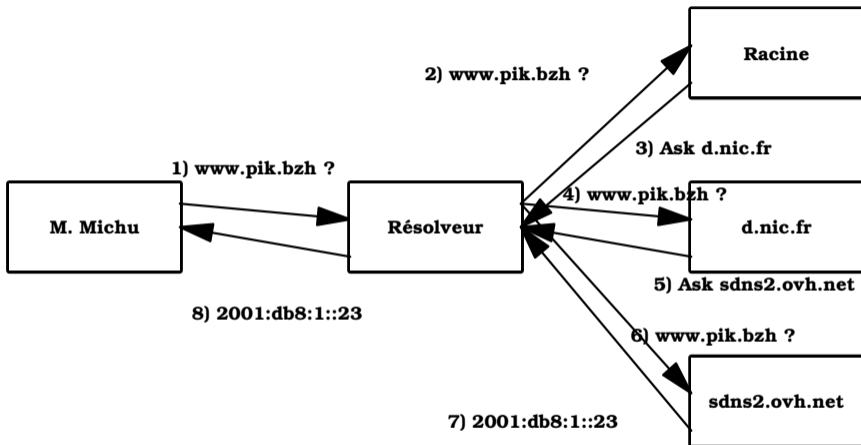 Racine
2) www.pik.bzh ?
3) Ask d.nic.fr
1) www.pik.bzh ?
4) www.pik.bzh ?
M. Michu
Résolveur
d.nic.fr
5) Ask sdns2.ovh.net
8) 2001:db8:1::23
6) www.pik.bzh ?
sdns2.ovh.net
7) 2001:db8:1::23